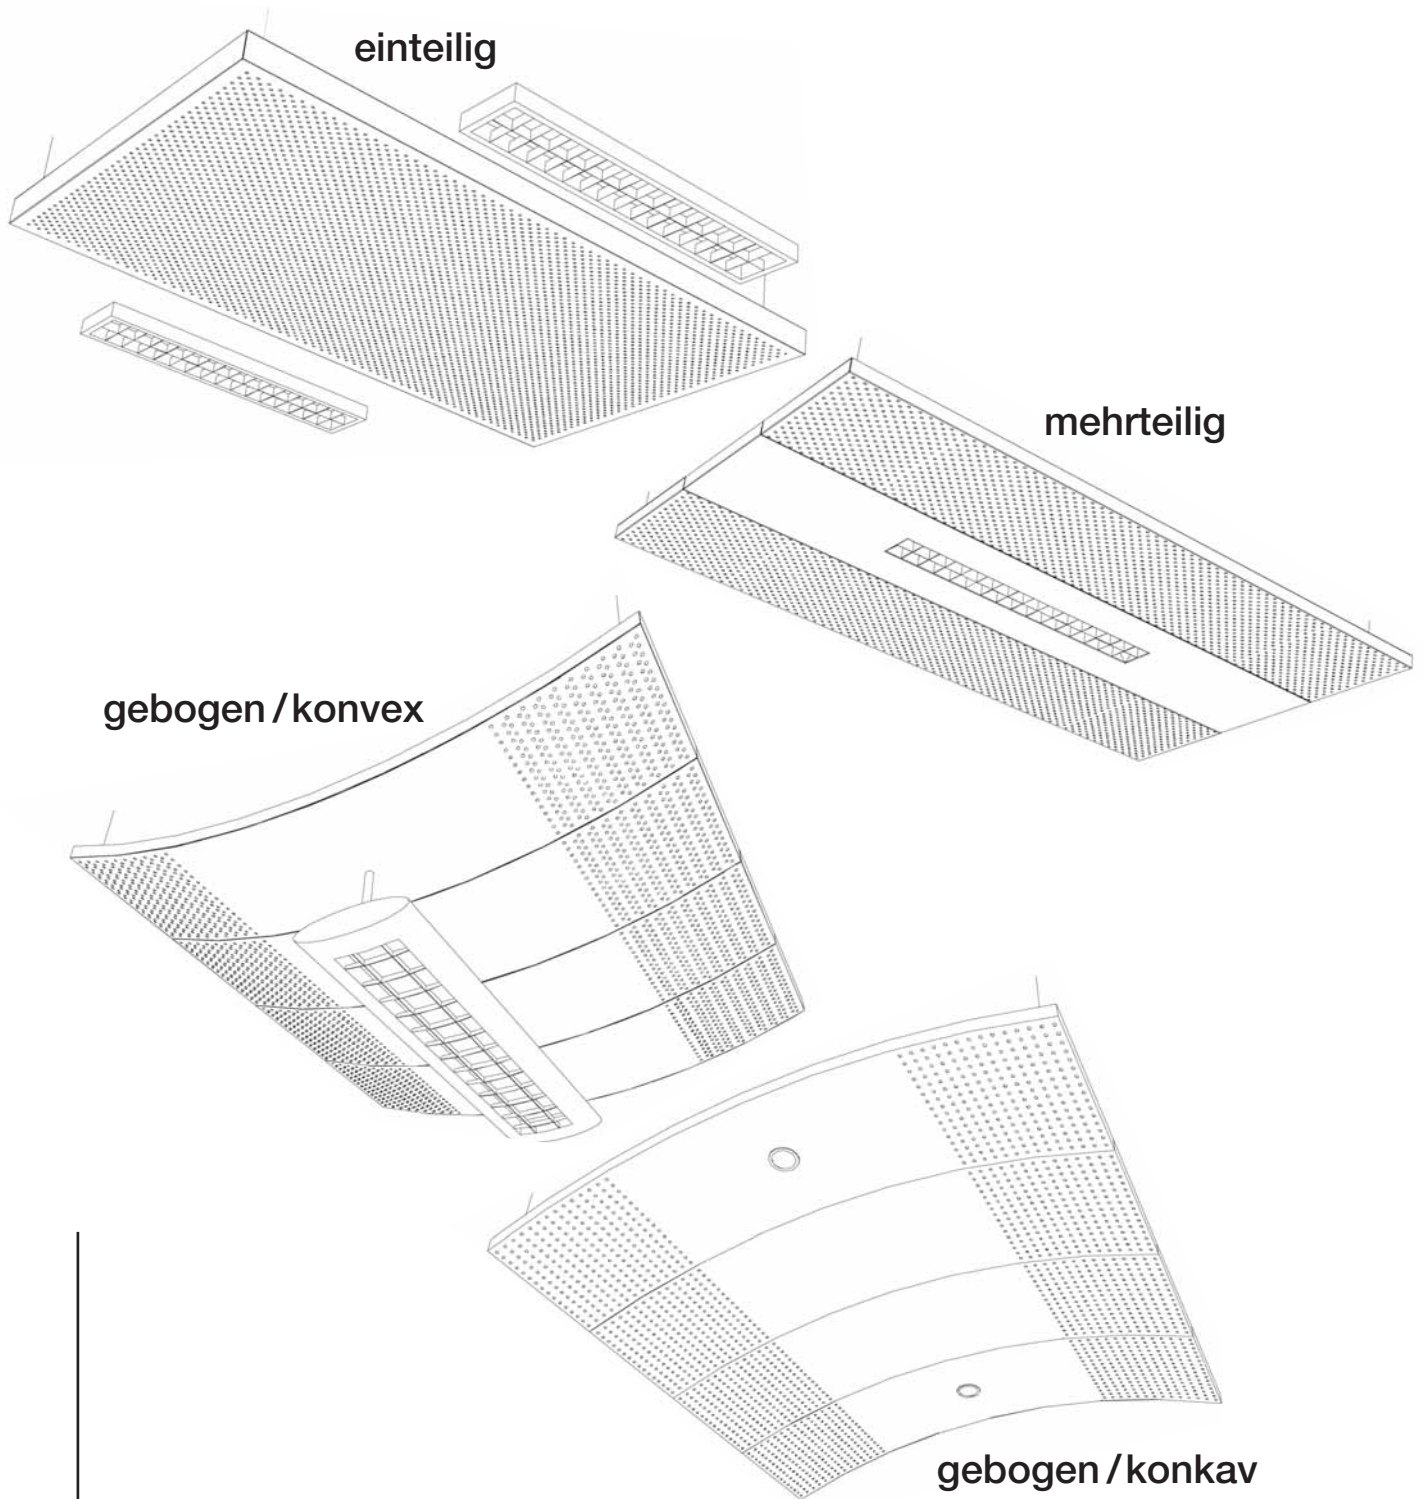 einteilig
mehrteilig
gebogen / konvex
gebogen / konkav